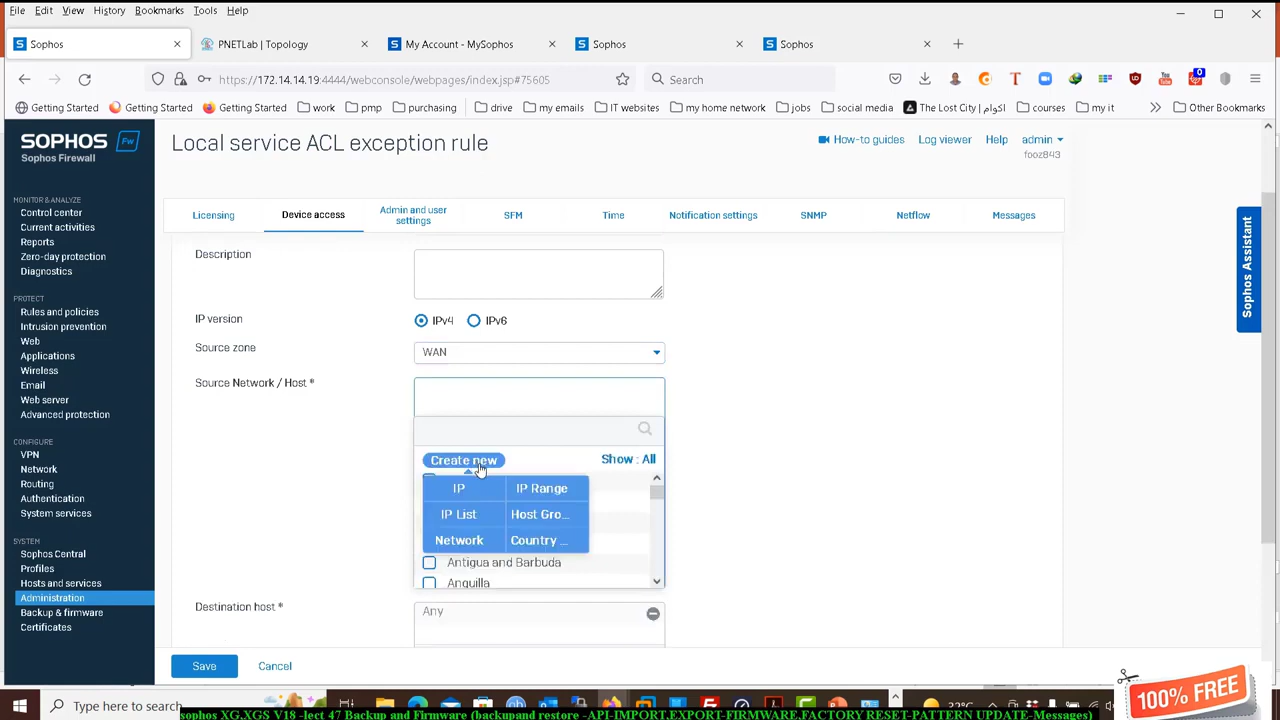 File Edit View History Bookmarks Tools Help
Sophos
PNETLab | Topology
My Account - MySophos
Sophos
Sophos
https://172.14.14.19:4444/webconsole/webpages/index.jsp#75605
Search
0
Getting Started
Getting Started
Getting Started
work
pmp
purchasing
drive
my emails
IT websites
my home network
jobs
social media
The Lost City | اكوام
courses
my it
Other Bookmarks
SOPHOS Fw
Sophos Firewall
Local service ACL exception rule
How-to guides Log viewer Help admin
fooz843
MONITOR & ANALYZE
Control center
Current activities
Reports
Zero-day protection
Diagnostics
PROTECT
Rules and policies
Intrusion prevention
Web
Applications
Wireless
Email
Web server
Advanced protection
CONFIGURE
VPN
Network
Routing
Authentication
System services
SYSTEM
Sophos Central
Profiles
Hosts and services
Administration
Backup & firmware
Certificates
Licensing
Device access
Admin and user
settings
SFM
Time
Notification settings
SNMP
Netflow
Messages
Description
IP version
IPv4 IPv6
Source zone
WAN
Source Network / Host *
Create new
Show : All
IP IP Range
IP List Host Gro...
Network Country ...
Antigua and Barbuda
Anguilla
Destination host *
Any
Save Cancel
Sophos Assistant
Type here to search
32°C
sophos XG.XGS V18 -lect 47 Backup and Firmware (backupand restore -API-IMPORT,EXPORT-FIRMWARE,FACTORY RESET-PATTERN UPDATE-Messages)
100% FREE